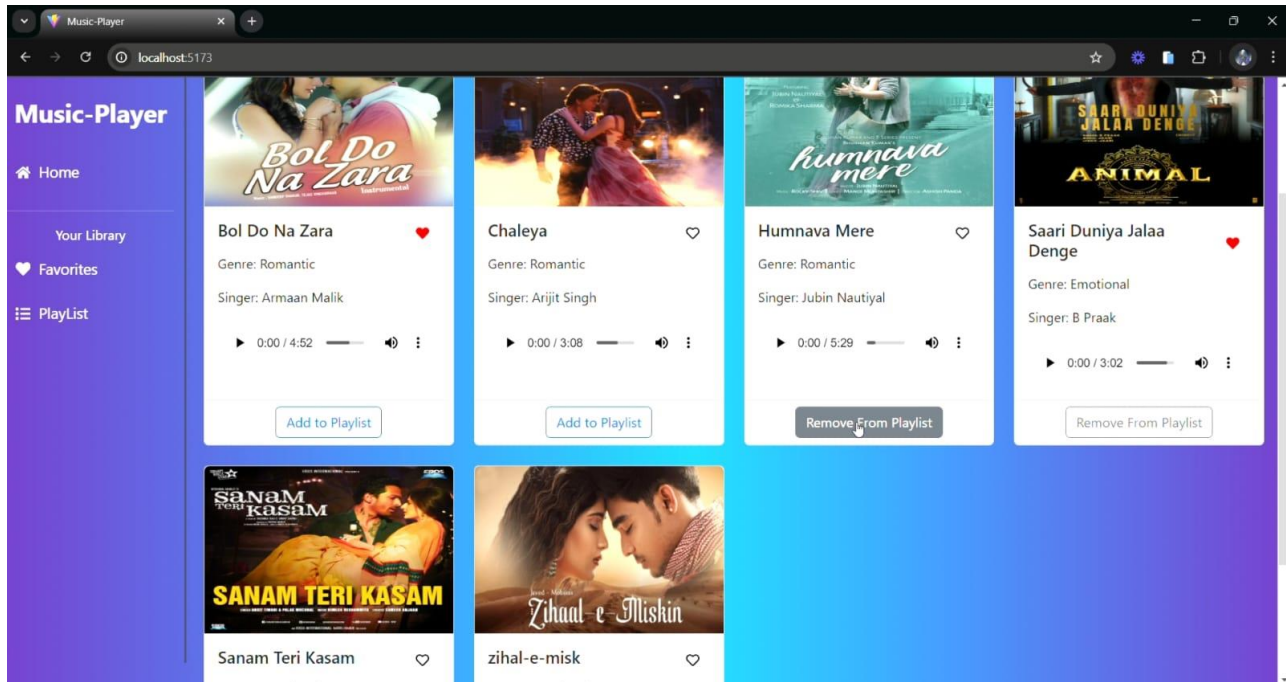 Music-Player
localhost:5173
Music-Player
Home
Your Library
Favorites
PlayList
Bol Do
Na Zara
Instrumental
Bol Do Na Zara
Genre: Romantic
Singer: Armaan Malik
0:00 / 4:52
Add to Playlist
Chaleya
Genre: Romantic
Singer: Arijit Singh
0:00 / 3:08
Add to Playlist
JUBIN NAUTIYAL
humnava
mere
Humnava Mere
Genre: Romantic
Singer: Jubin Nautiyal
0:00 / 5:29
Remove From Playlist
SAARI DUNIYA
JALAA DENGE
ANIMAL
Saari Duniya Jalaa
Denge
Genre: Emotional
Singer: B Praak
0:00 / 3:02
Remove From Playlist
SANAM
TERI KASAM
EROS
SANAM TERI KASAM
Sanam Teri Kasam
Zihaal-e-Miskin
zihal-e-misk